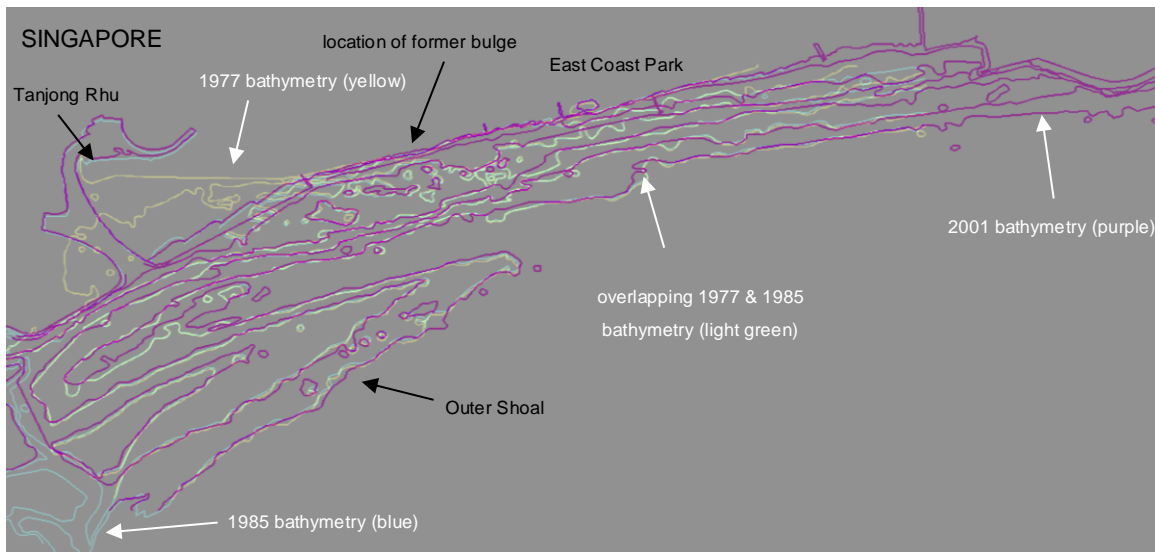 SINGAPORE
location of former bulge
1977 bathymetry (yellow)
East Coast Park
Tanjong Rhu
2001 bathymetry (purple)
overlapping 1977 & 1985
bathymetry (light green)
Outer Shoal
1985 bathymetry (blue)